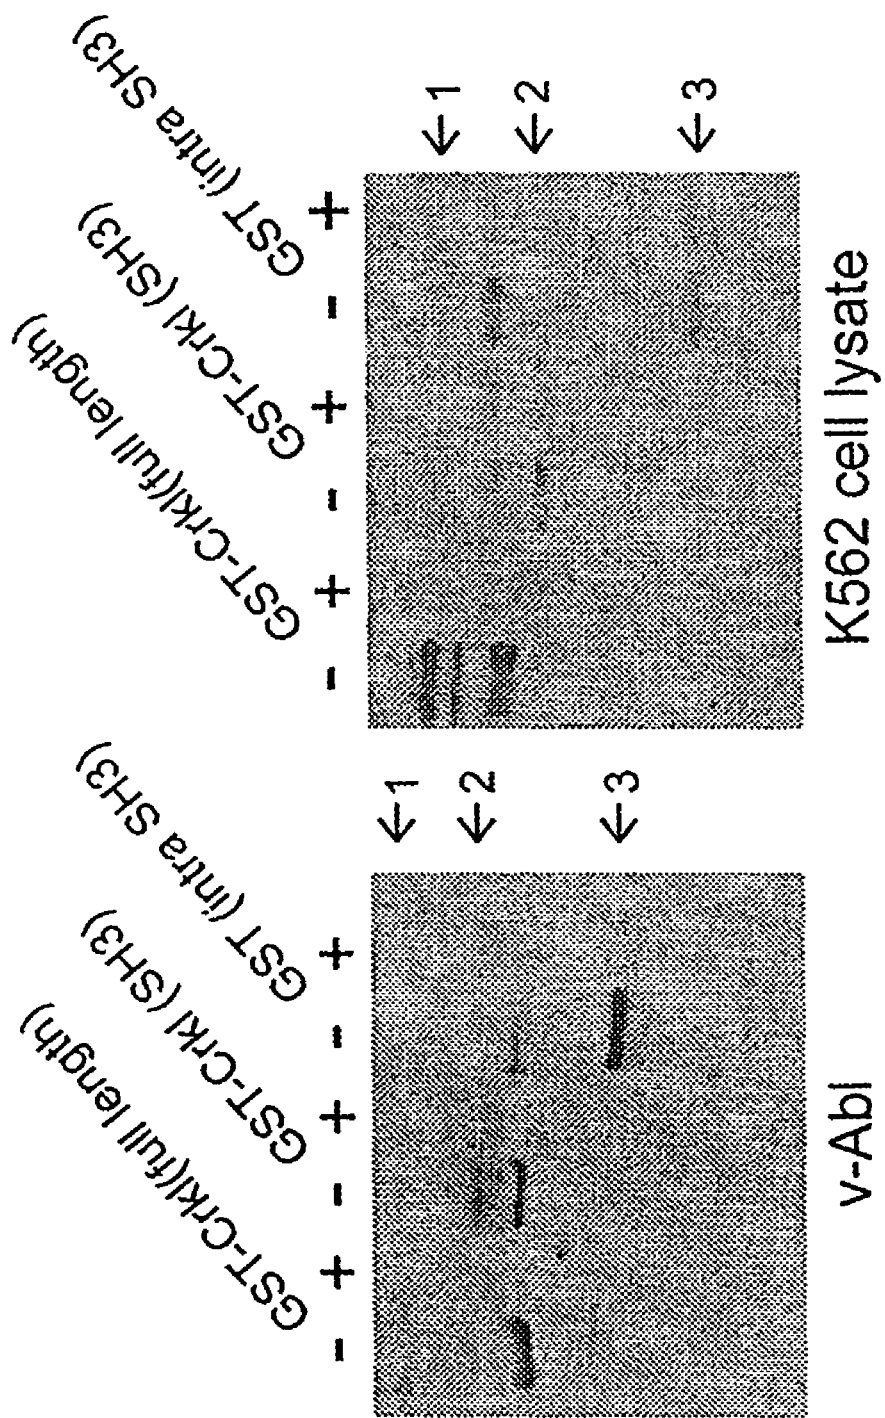 GST-Crkl(full length)
GST-Crkl (SH3)
GST (intra SH3)
- + - + - +
← 1
← 2
← 3
v-Abl
GST-Crkl(full length)
GST-Crkl (SH3)
GST (intra SH3)
- + - + - +
← 1
← 2
← 3
K562 cell lysate